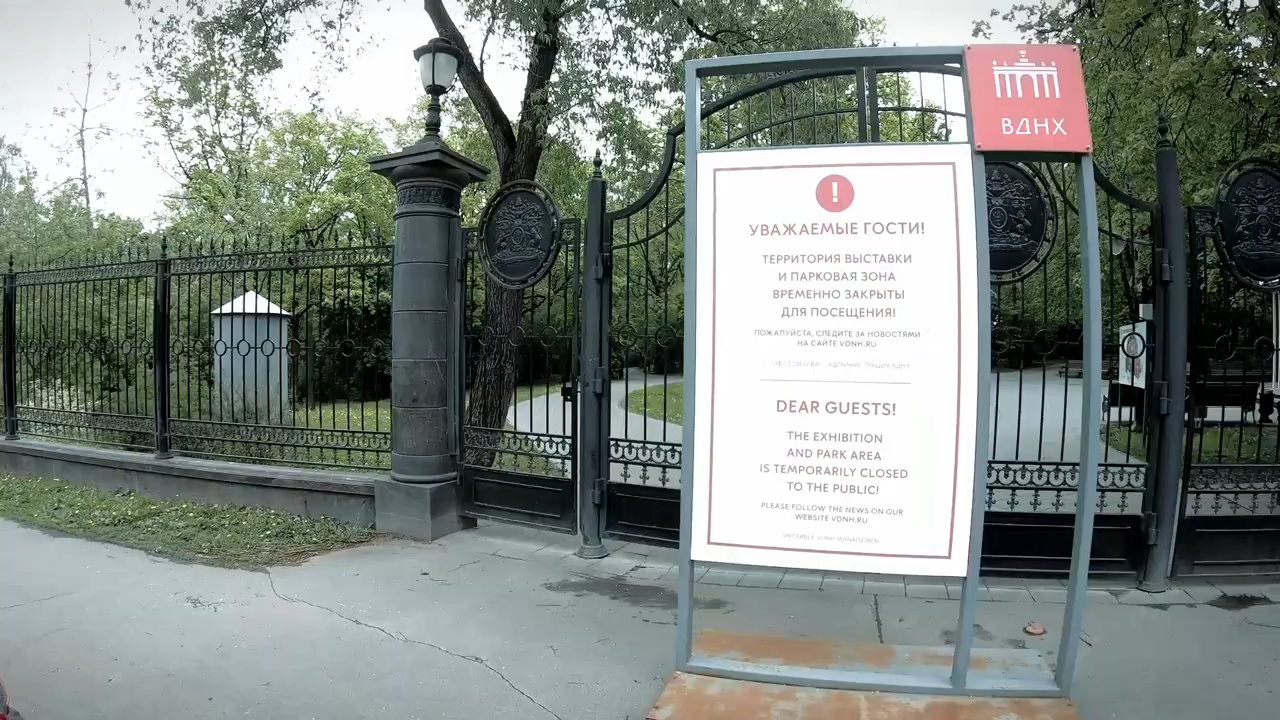 ВДНХ
!
УВАЖАЕМЫЕ ГОСТИ!
ТЕРРИТОРИЯ ВЫСТАВКИ
И ПАРКОВАЯ ЗОНА
ВРЕМЕННО ЗАКРЫТЫ
ДЛЯ ПОСЕЩЕНИЯ!
ПОЖАЛУЙСТА, СЛЕДИТЕ ЗА НОВОСТЯМИ
НА САЙТЕ VDNH.RU
DEAR GUESTS!
THE EXHIBITION
AND PARK AREA
IS TEMPORARILY CLOSED
TO THE PUBLIC!
PLEASE FOLLOW THE NEWS ON OUR
WEBSITE VDNH.RU